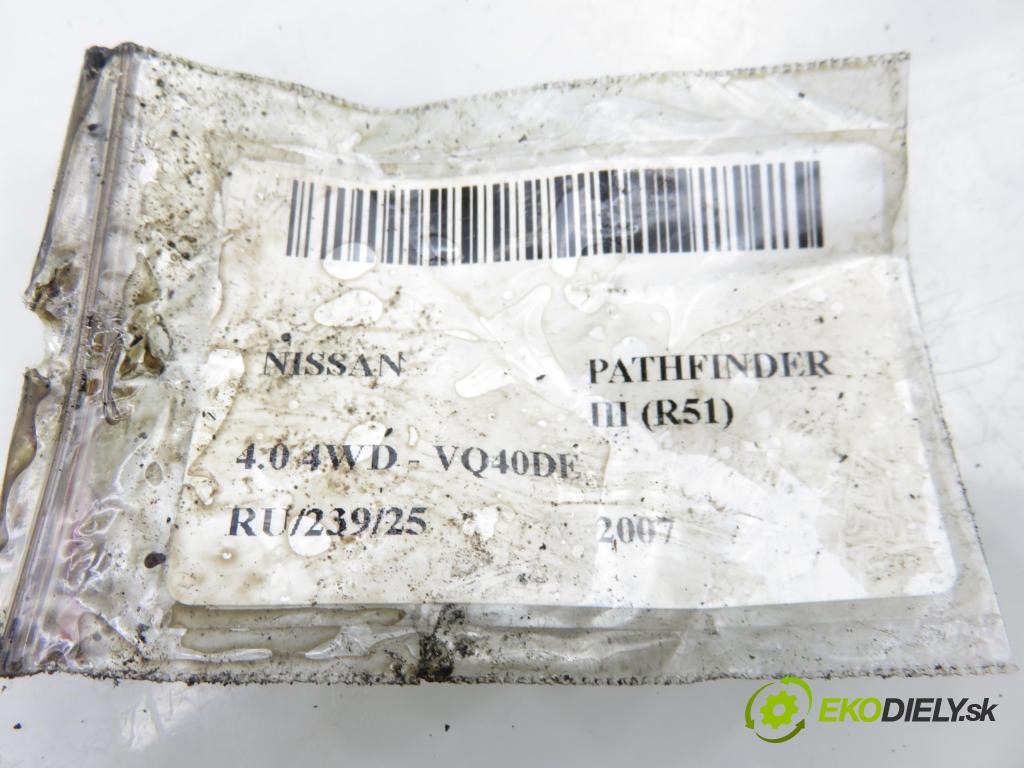 NISSAN PATHFINDER
III (R51)
4.0 4WD - VQ40DE
RU/239/25 2007
EKODIELY.sk